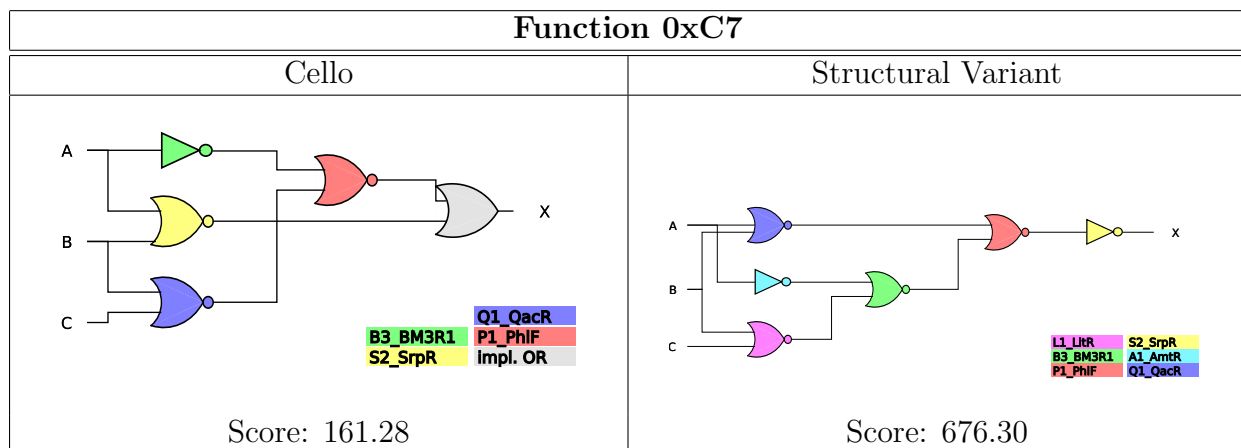 Function 0xC7
Cello
Structural Variant
A
B
C
X
Q1_QacR
B3_BM3R1 P1_PhlF
S2_SrpR impl. OR
Score: 161.28
A
B
C
X
L1_LitR S2_SrpR
B3_BM3R1 A1_AmtR
P1_PhlF Q1_QacR
Score: 676.30